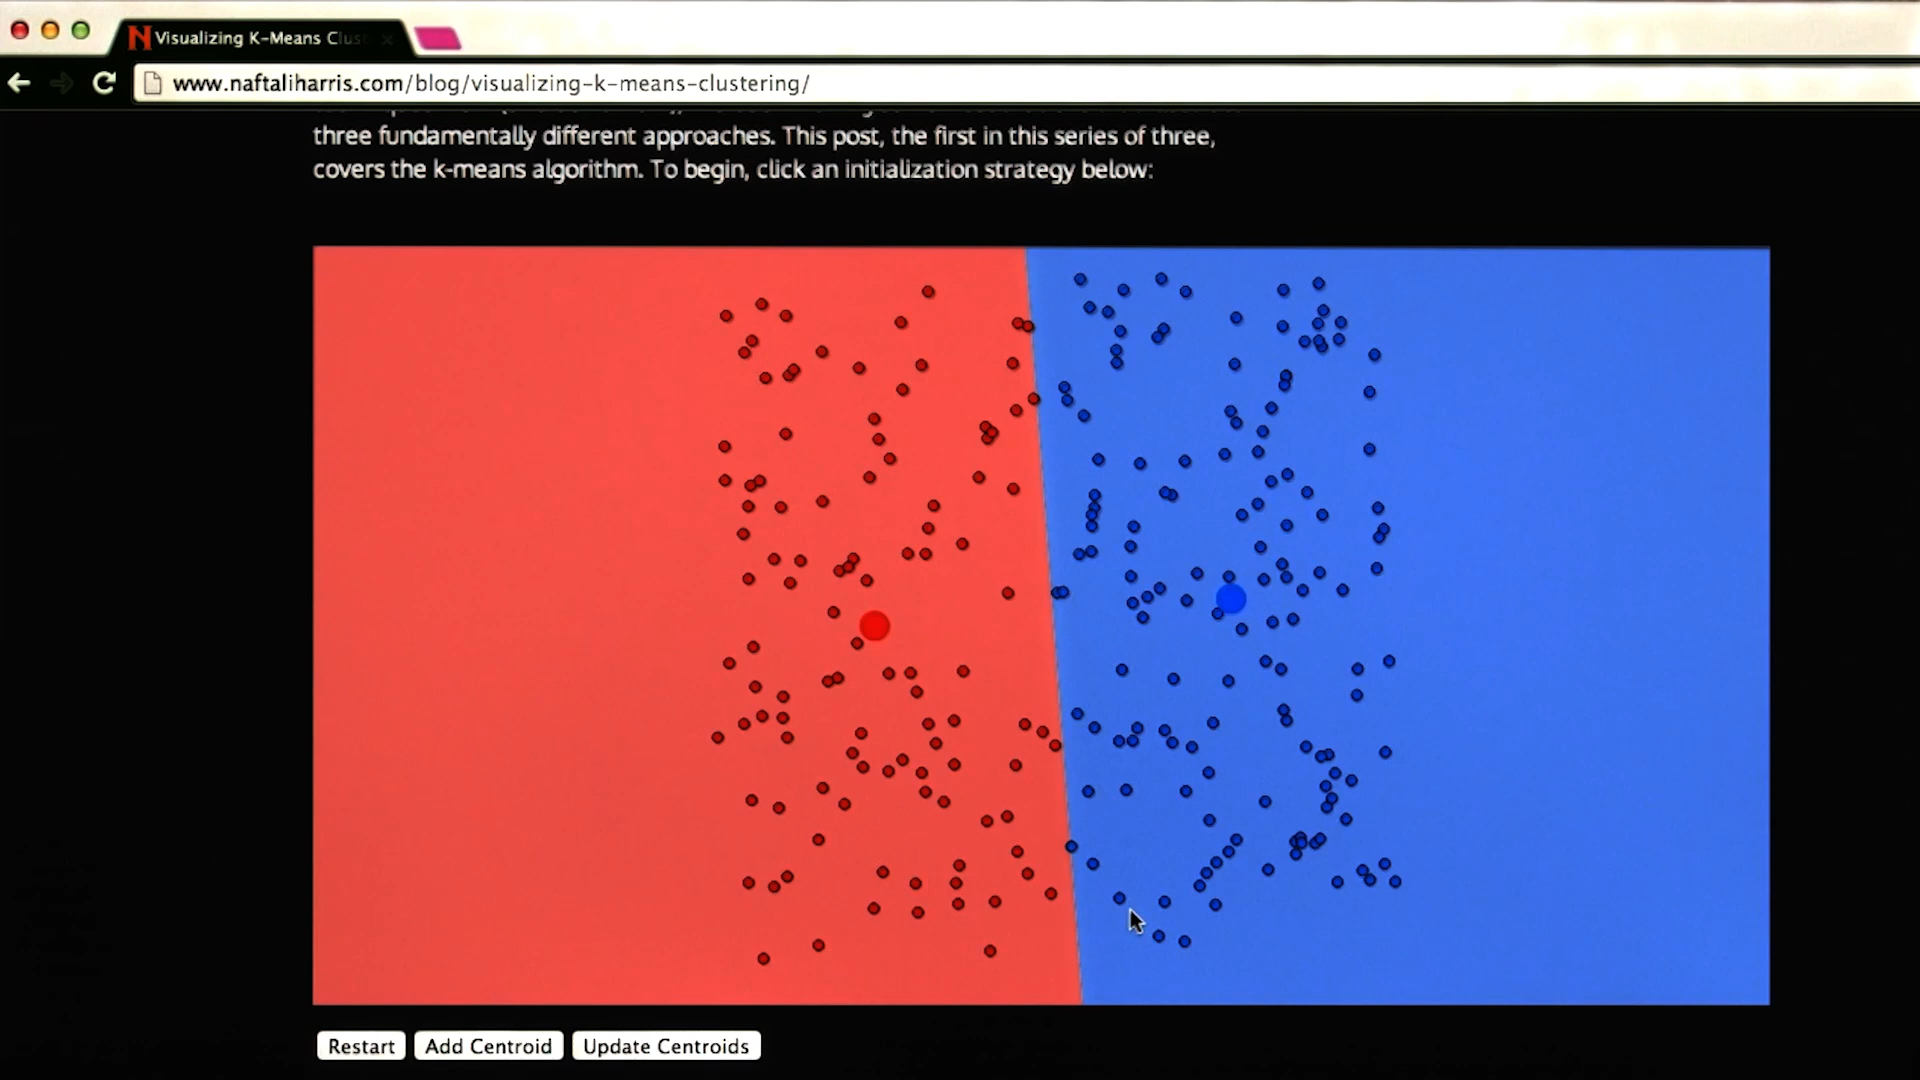 Visualizing K-Means Clust
www.naftaliharris.com/blog/visualizing-k-means-clustering/
three fundamentally different approaches. This post, the first in this series of three,
covers the k-means algorithm. To begin, click an initialization strategy below:
Restart
Add Centroid
Update Centroids